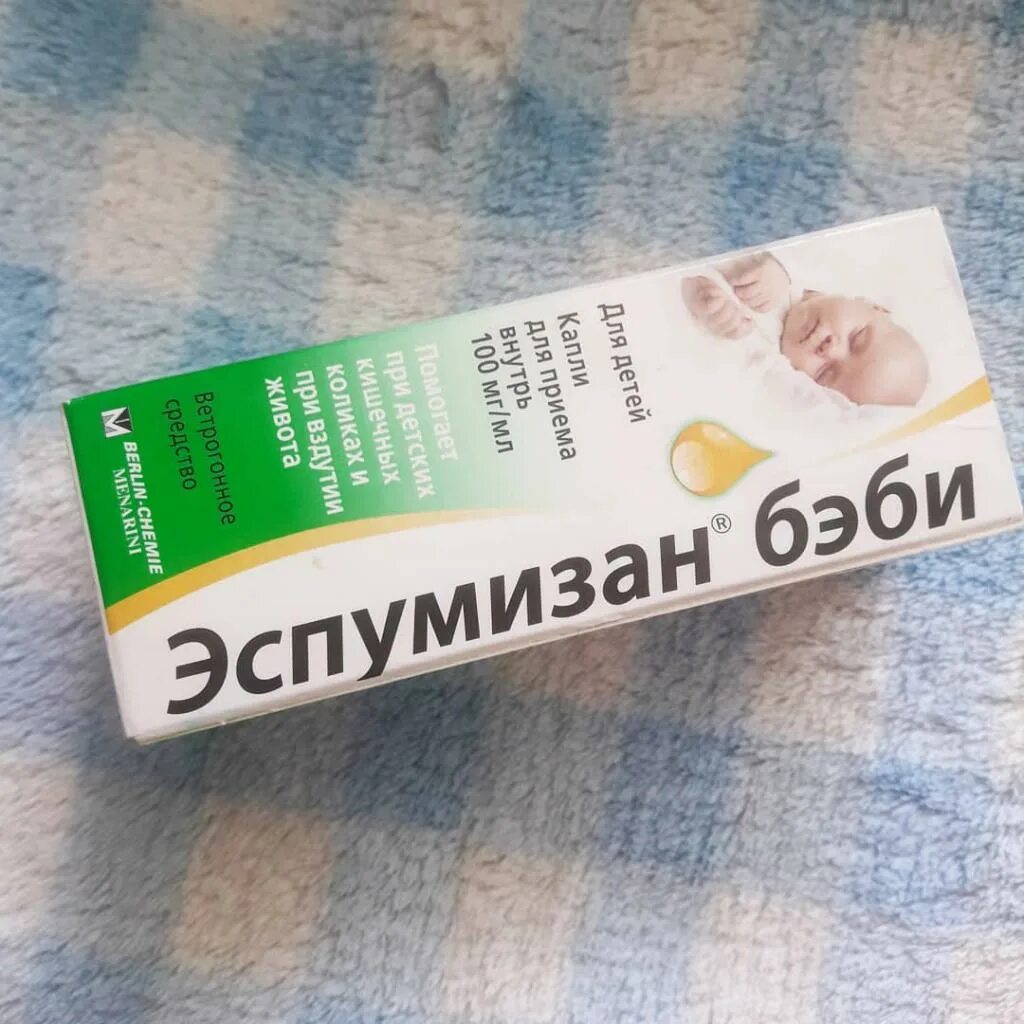 Эспумизан® бэби
Для детей
Капли
для приема
внутрь
100 мг/мл
Помогает
при детских
кишечных
коликах и
при вздутии
живота
Ветрогонное
средство
BERLIN-CHEMIE
MENARINI